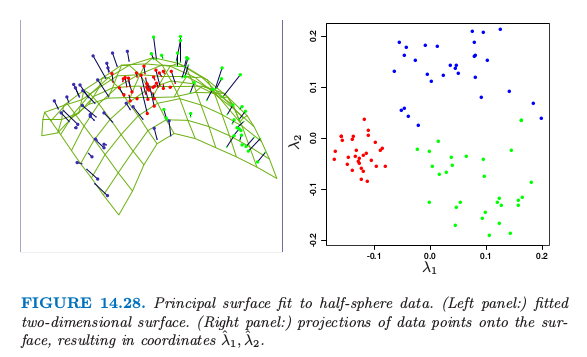 0.2
0.1
0.0
-0.1
-0.2
λ2
-0.1 0.0 0.1 0.2
λ1
FIGURE 14.28. Principal surface fit to half-sphere data. (Left panel:) fitted
two-dimensional surface. (Right panel:) projections of data points onto the sur-
face, resulting in coordinates λ̂1, λ̂2.